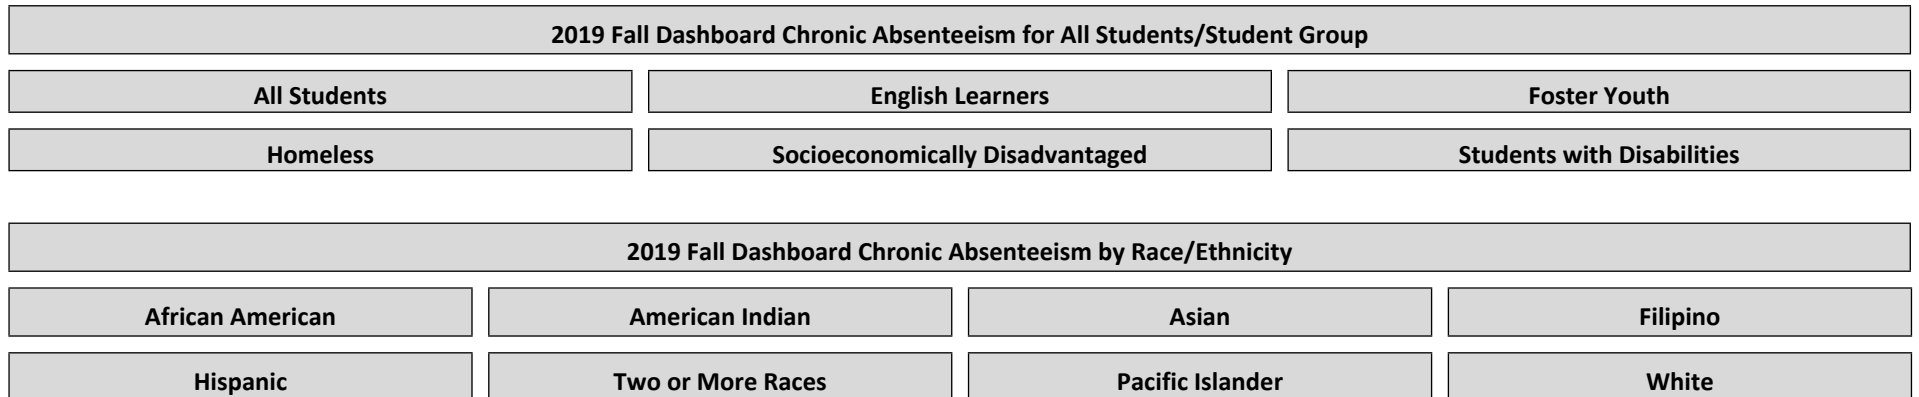 2019 Fall Dashboard Chronic Absenteeism for All Students/Student Group
All Students
English Learners
Foster Youth
Homeless
Socioeconomically Disadvantaged
Students with Disabilities
2019 Fall Dashboard Chronic Absenteeism by Race/Ethnicity
African American
American Indian
Asian
Filipino
Hispanic
Two or More Races
Pacific Islander
White